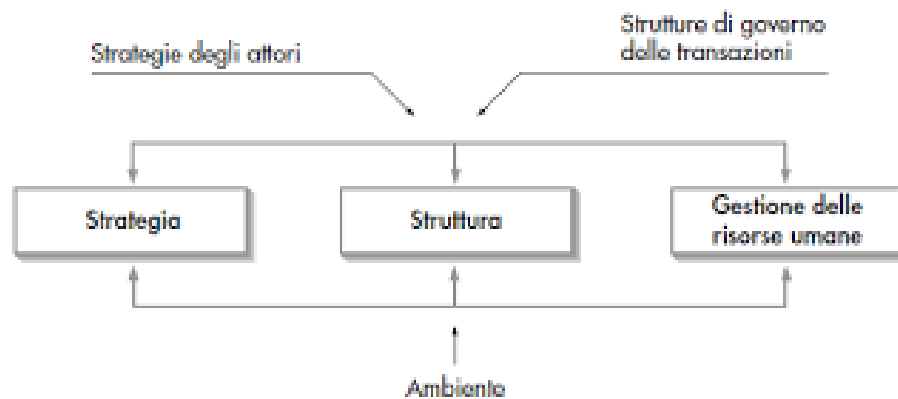 Strategie degli attori
Strutture di governo
delle transazioni
Strategia
Struttura
Gestione delle
risorse umane
Ambiente